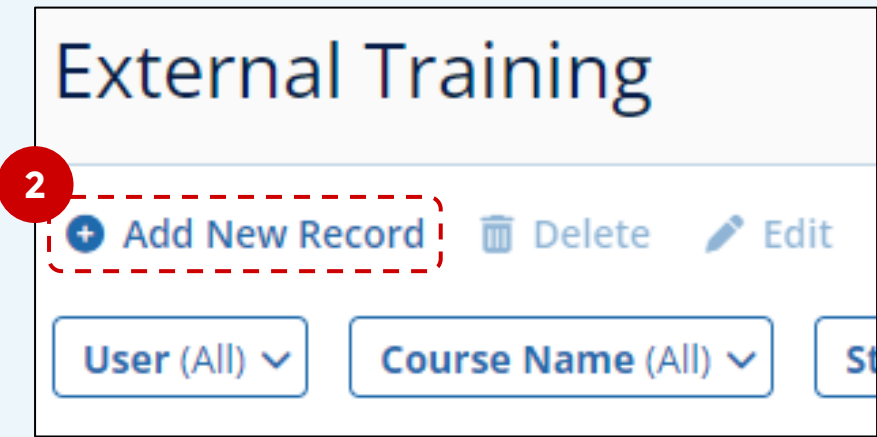 External Training
2
Add New Record Delete Edit
User (All) Course Name (All)